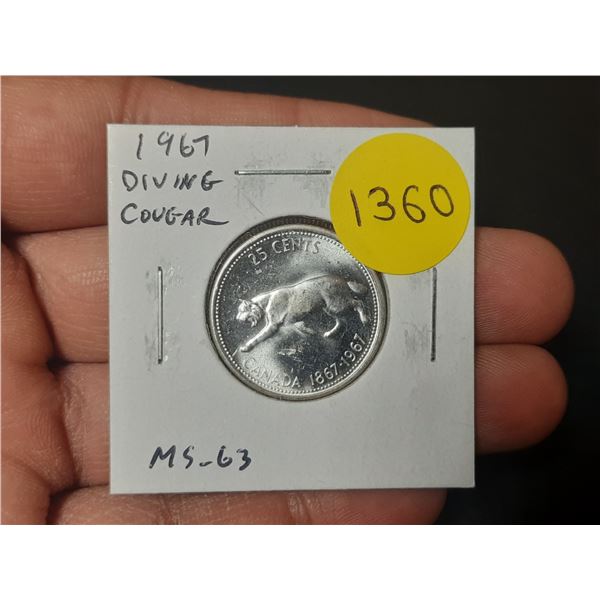 1967
DIVING
COUGAR
1360
25 CENTS
CANADA 1867-1967
MS-63